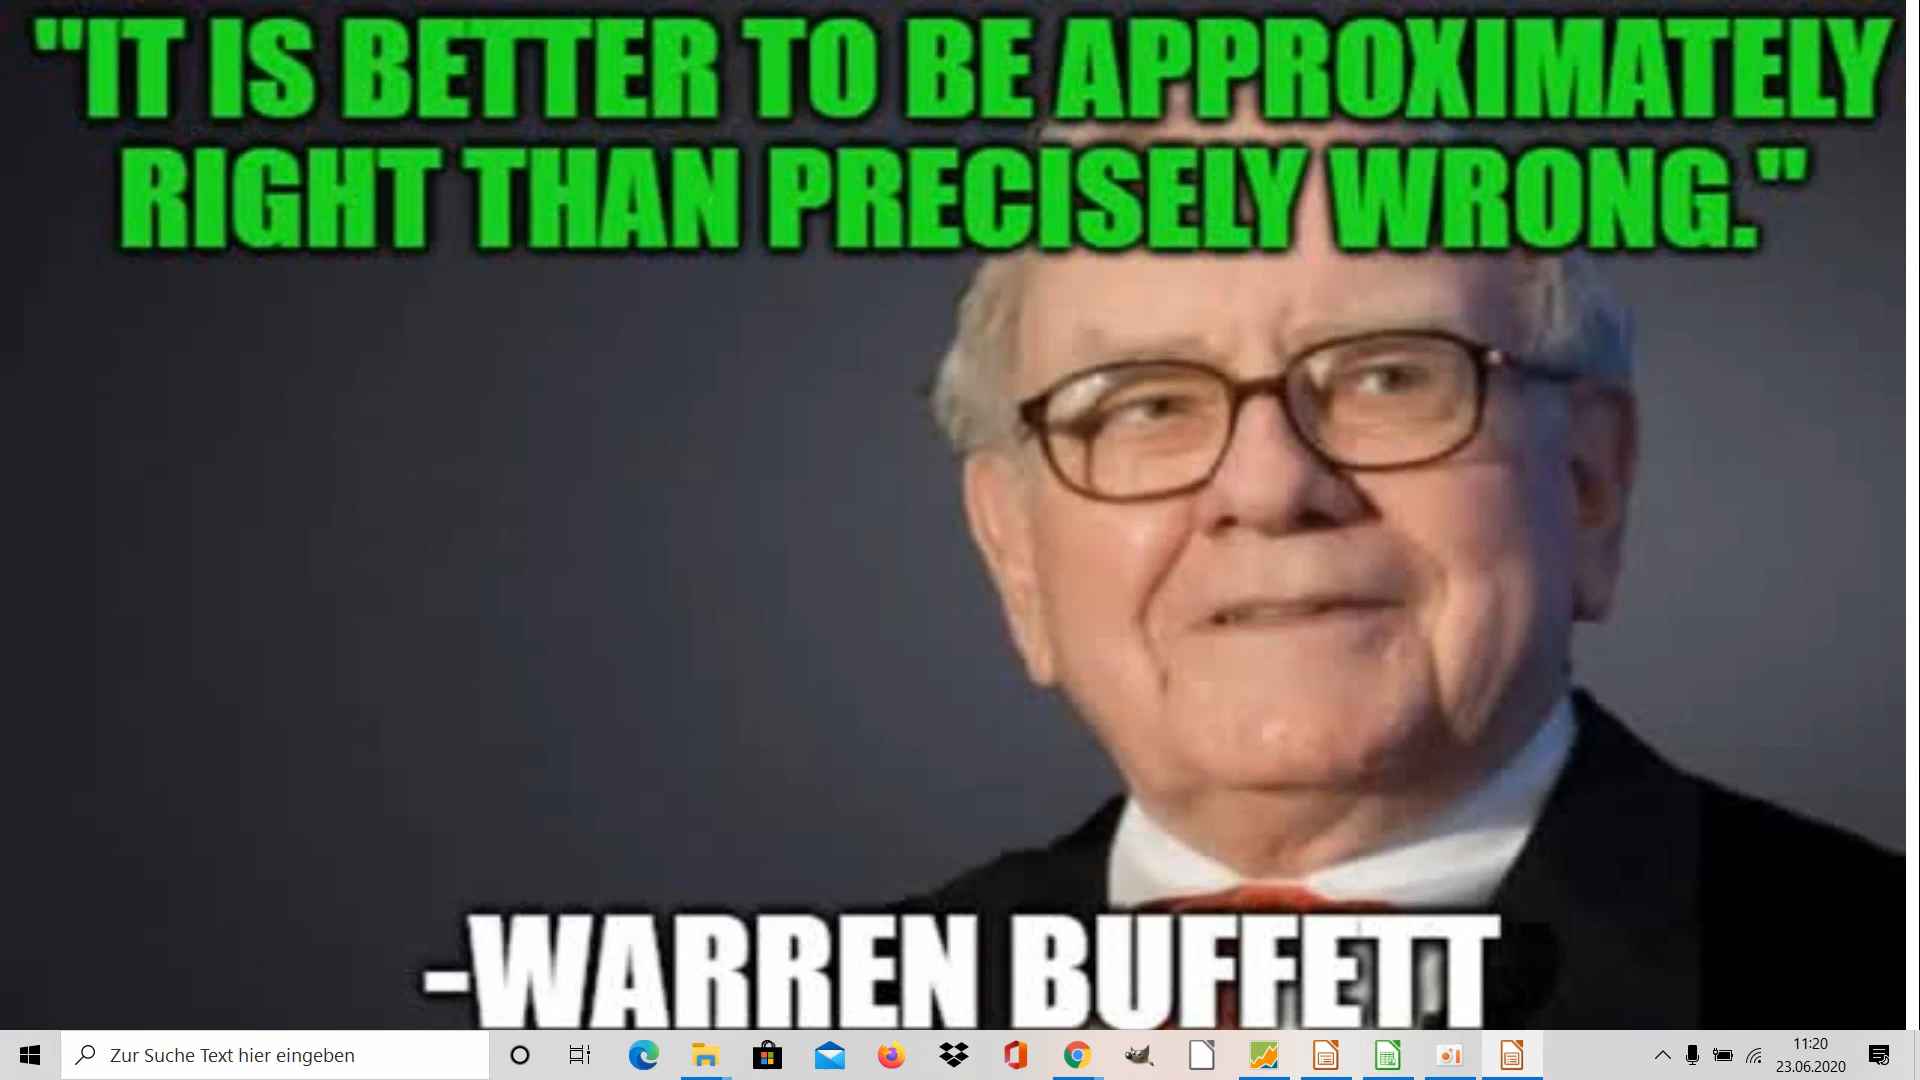 "IT IS BETTER TO BE APPROXIMATELY
RIGHT THAN PRECISELY WRONG."
-WARREN BUFFETT
Zur Suche Text hier eingeben
11:20
23.06.2020